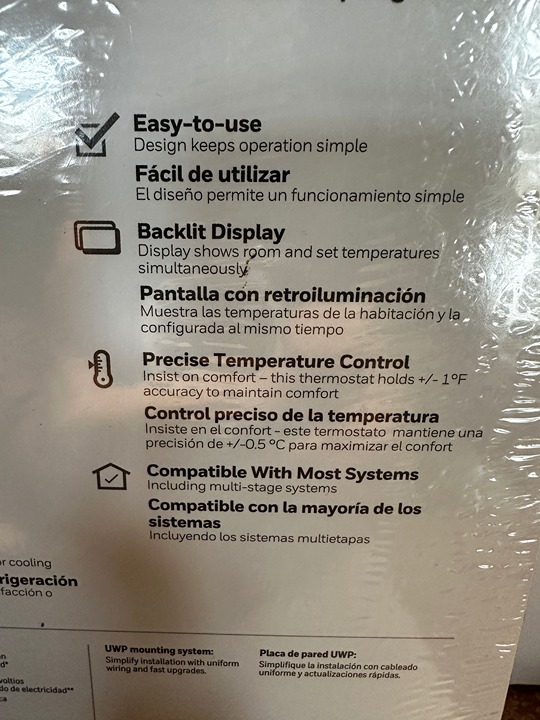 Easy-to-use
Design keeps operation simple
Fácil de utilizar
El diseño permite un funcionamiento simple
Backlit Display
Display shows room and set temperatures
simultaneously
Pantalla con retroiluminación
Muestra las temperaturas de la habitación y la
configurada al mismo tiempo
Precise Temperature Control
Insist on comfort – this thermostat holds +/- 1°F
accuracy to maintain comfort
Control preciso de la temperatura
Insiste en el confort - este termostato mantiene una
precisión de +/-0.5 °C para maximizar el confort
Compatible With Most Systems
Including multi-stage systems
Compatible con la mayoría de los
sistemas
Incluyendo los sistemas multietapas
or cooling
rigeración
facción o
UWP mounting system:
Simplify installation with uniform
wiring and fast upgrades.
Placa de pared UWP:
Simplifique la instalación con cableado
uniforme y actualizaciones rápidas.
voltios
do de electricidad**